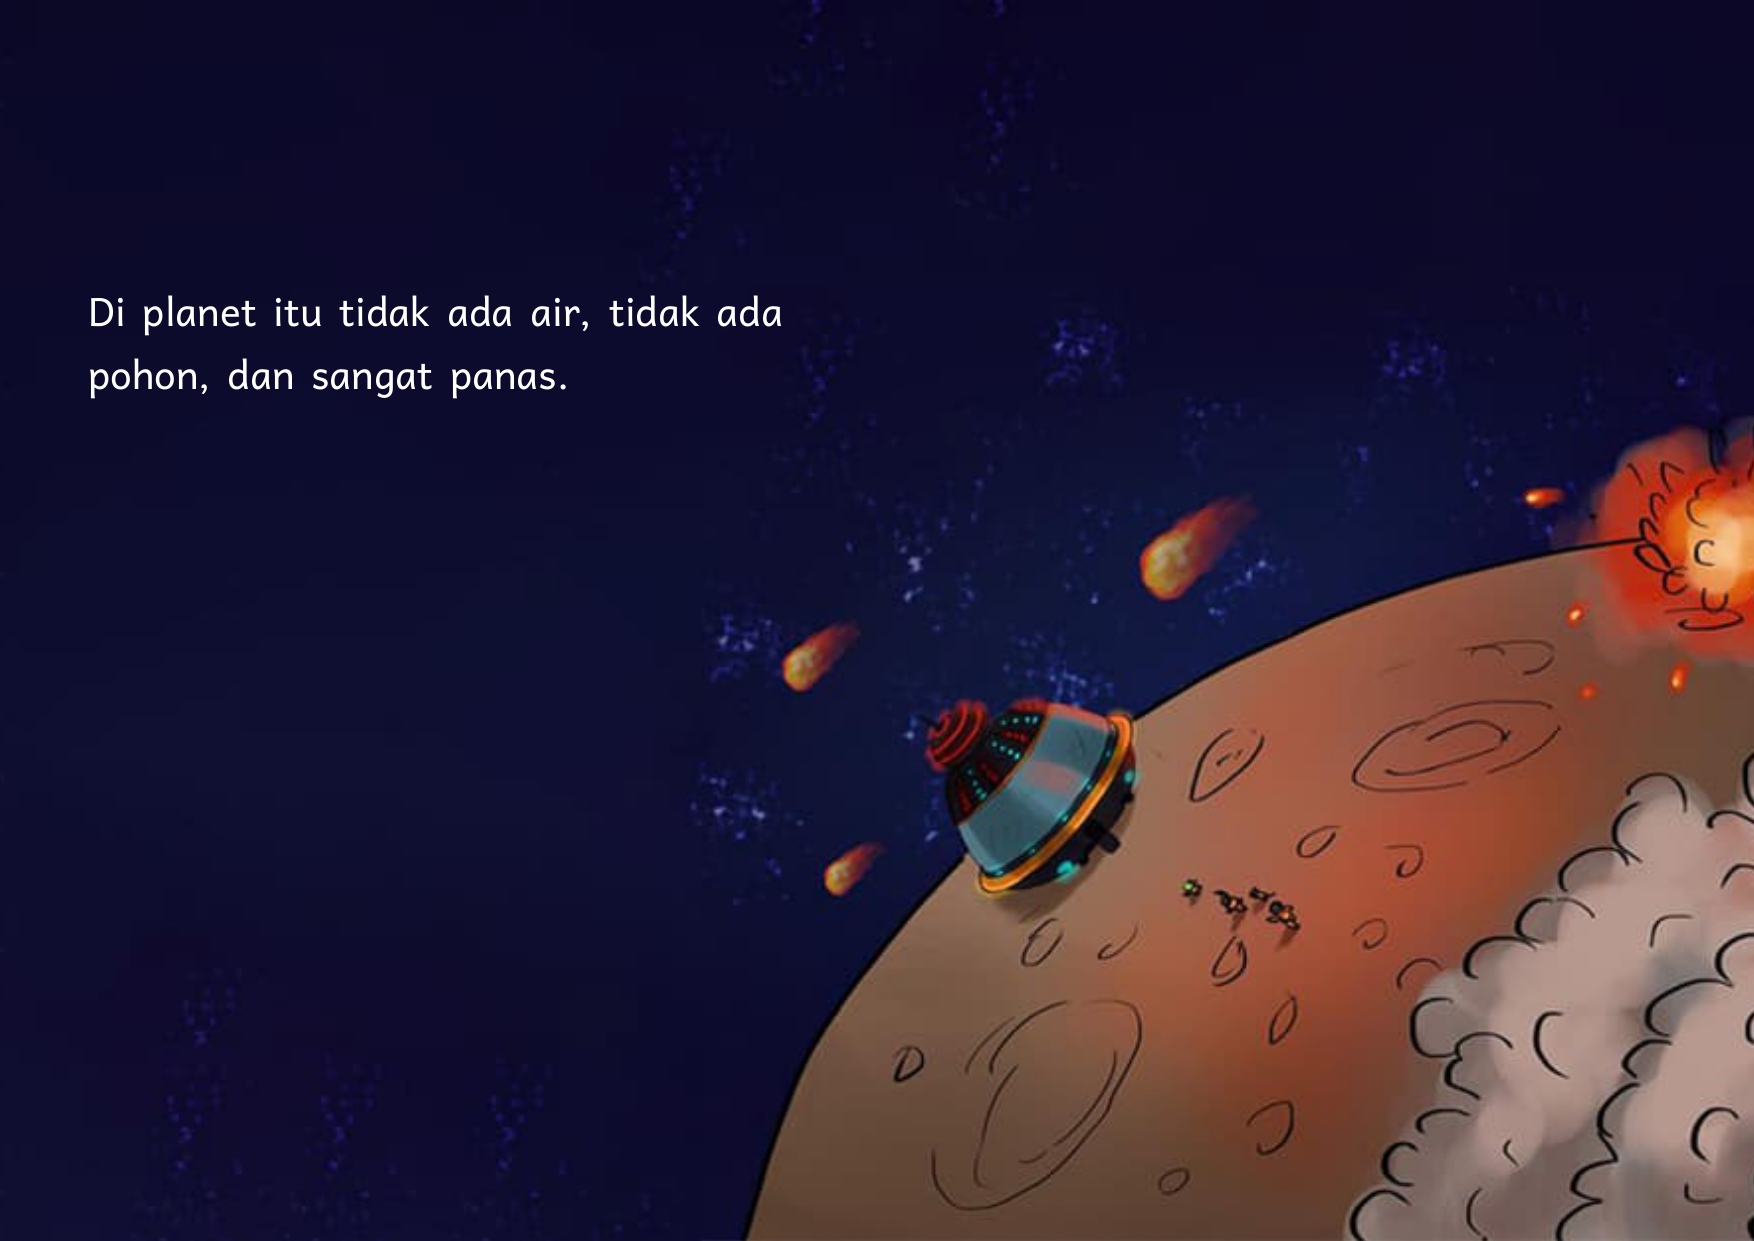 Di planet itu tidak ada air, tidak ada
pohon, dan sangat panas.